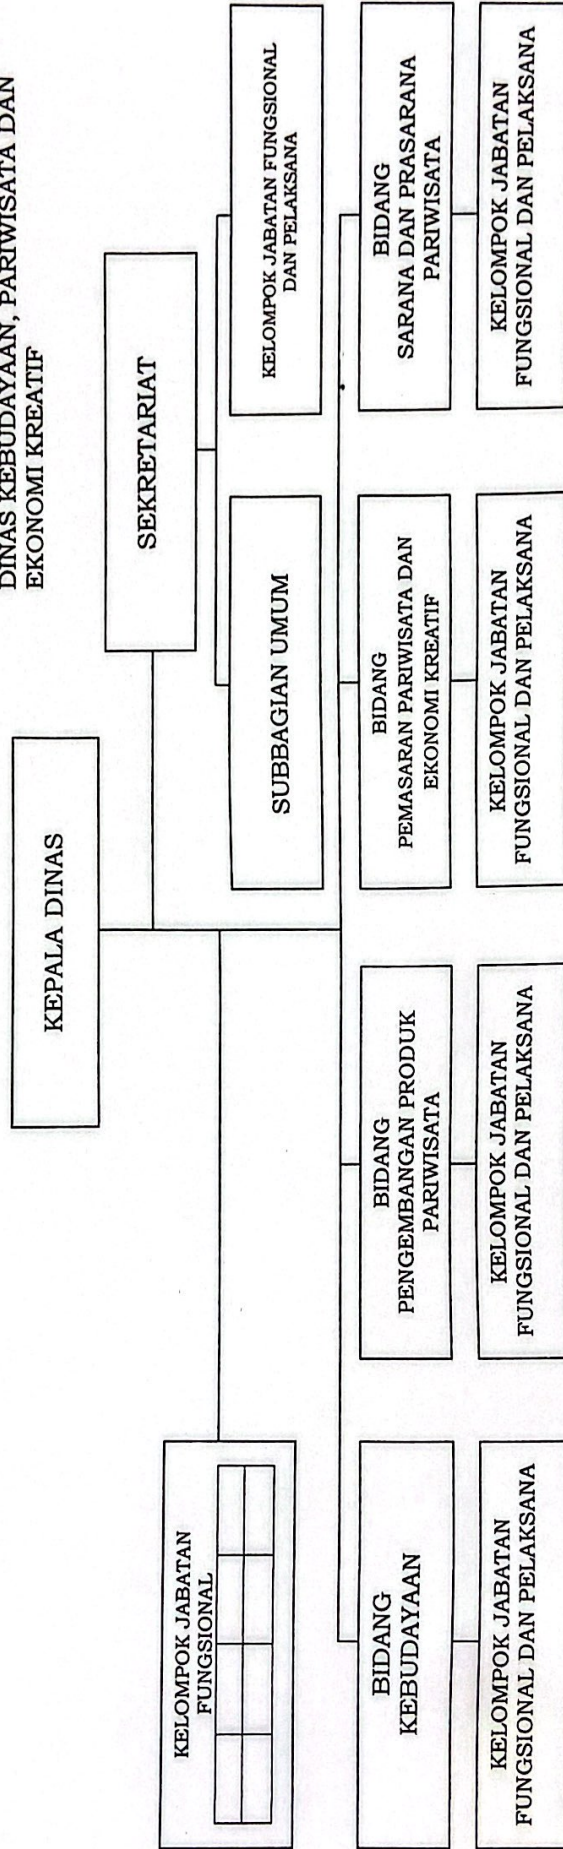 DINAS KEBUDAYAAN, PARIWISATA DAN
EKONOMI KREATIF
KEPALA DINAS
SEKRETARIAT
KELOMPOK JABATAN
FUNGSIONAL
SUBBAGIAN UMUM
KELOMPOK JABATAN FUNGSIONAL
DAN PELAKSANA
BIDANG
KEBUDAYAAN
BIDANG
PENGEMBANGAN PRODUK
PARIWISATA
BIDANG
PEMASARAN PARIWISATA DAN
EKONOMI KREATIF
BIDANG
SARANA DAN PRASARANA
PARIWISATA
KELOMPOK JABATAN
FUNGSIONAL DAN PELAKSANA
KELOMPOK JABATAN
FUNGSIONAL DAN PELAKSANA
KELOMPOK JABATAN
FUNGSIONAL DAN PELAKSANA
KELOMPOK JABATAN
FUNGSIONAL DAN PELAKSANA